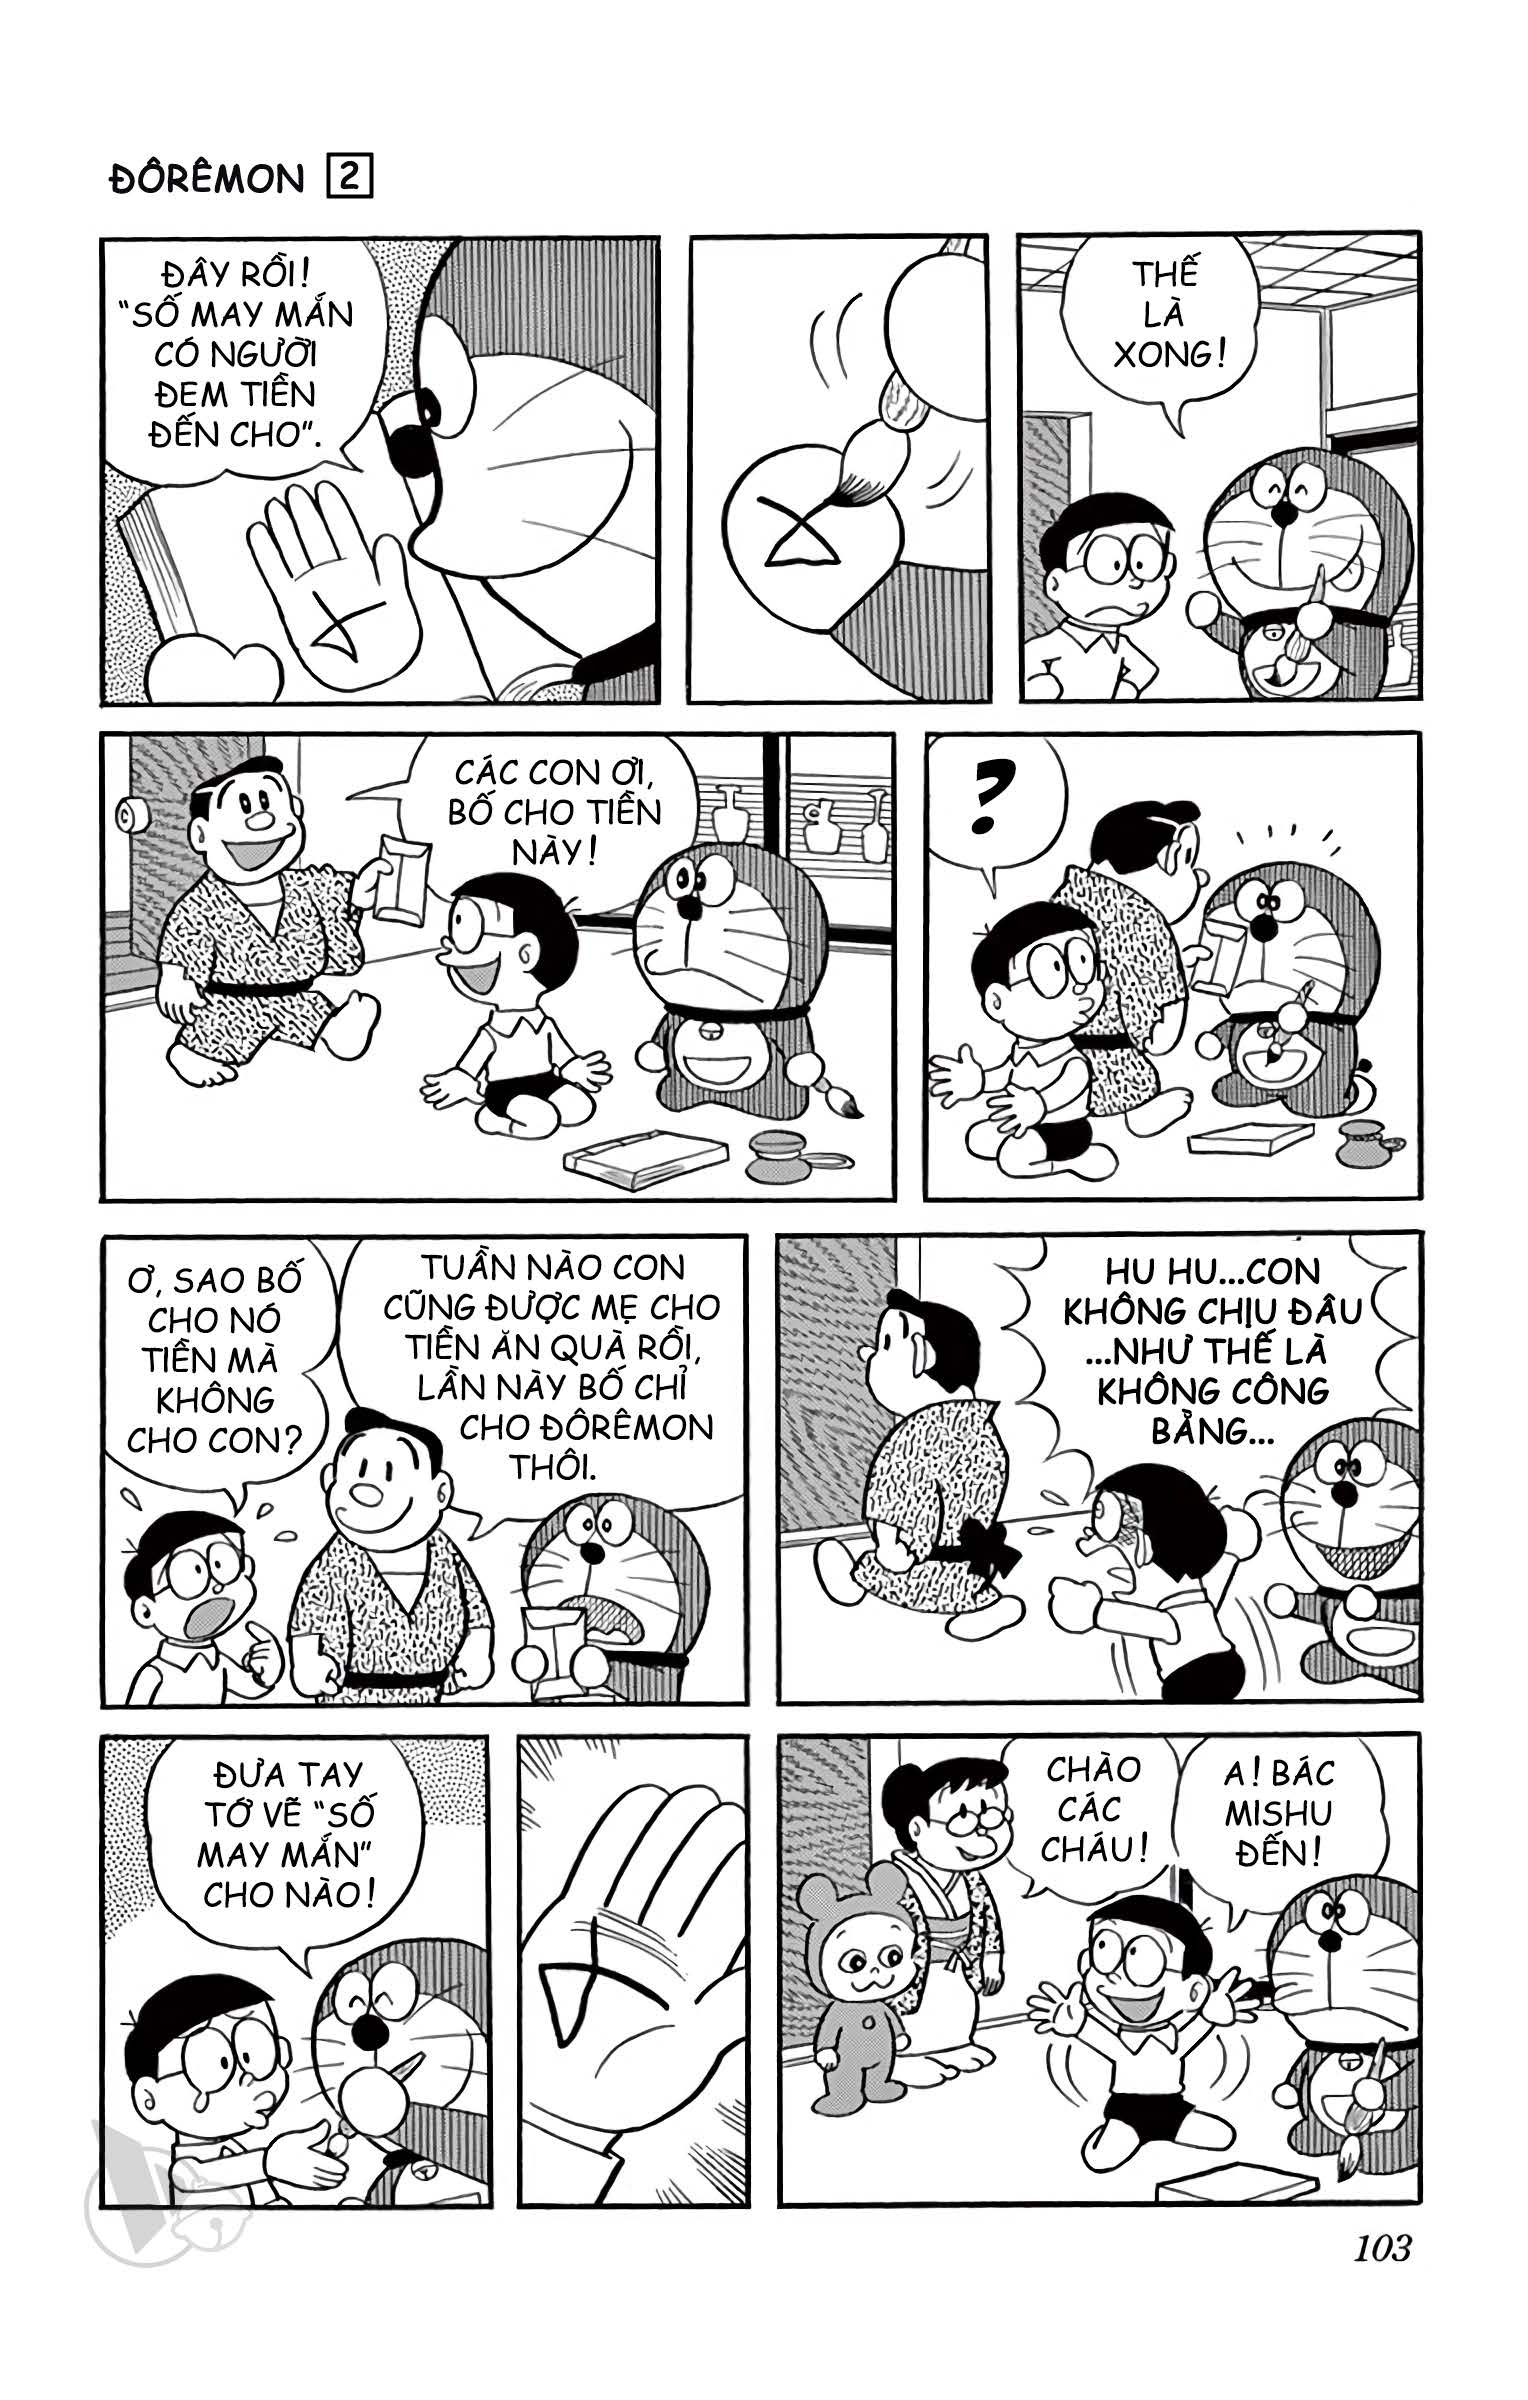 ĐÔRÊMON 2
ĐÂY RỒI!
"SỐ MAY MẮN
CÓ NGƯỜI
ĐEM TIỀN
ĐẾN CHO".
THẾ
LÀ
XONG!
CÁC CON ƠI,
BỐ CHO TIỀN
NÀY!
?
Ơ, SAO BỐ
CHO NÓ
TIỀN MÀ
KHÔNG
CHO CON?
TUẦN NÀO CON
CŨNG ĐƯỢC MẸ CHO
TIỀN ĂN QUÀ RỒI,
LẦN NÀY BỐ CHỈ
CHO ĐÔRÊMON
THÔI.
HU HU...CON
KHÔNG CHỊU ĐÂU
...NHƯ THẾ LÀ
KHÔNG CÔNG
BẰNG...
ĐƯA TAY
TỚ VẼ "SỐ
MAY MẮN"
CHO NÀO!
CHÀO
CÁC
CHÁU!
A! BÁC
MISHU
ĐẾN!
103